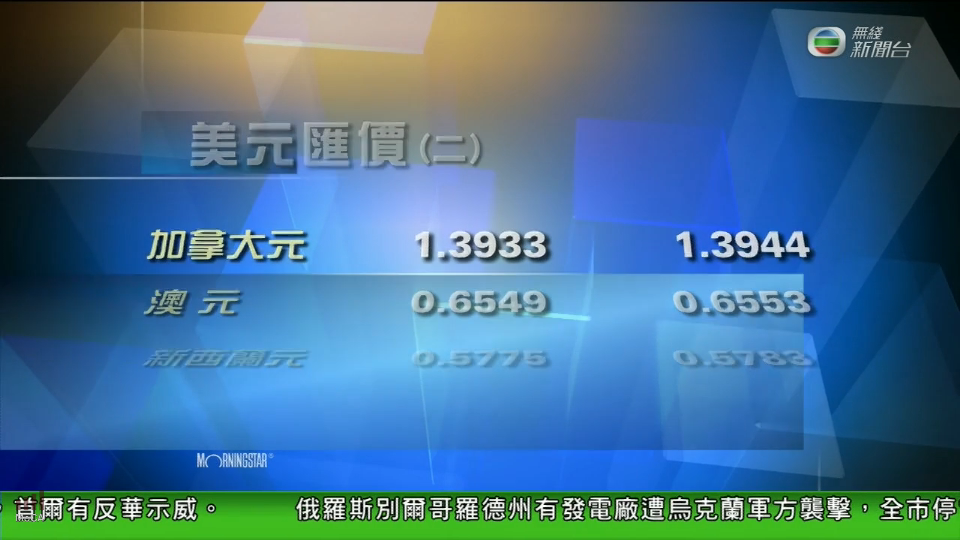 無綫
新聞台
美元匯價(二)
加拿大元 1.3933 1.3944
澳元 0.6549 0.6553
新西蘭元 0.5775 0.5783
MORNINGSTAR®
。首爾有反華示威。 俄羅斯別爾哥羅德州有發電廠遭烏克蘭軍方襲擊，全市停